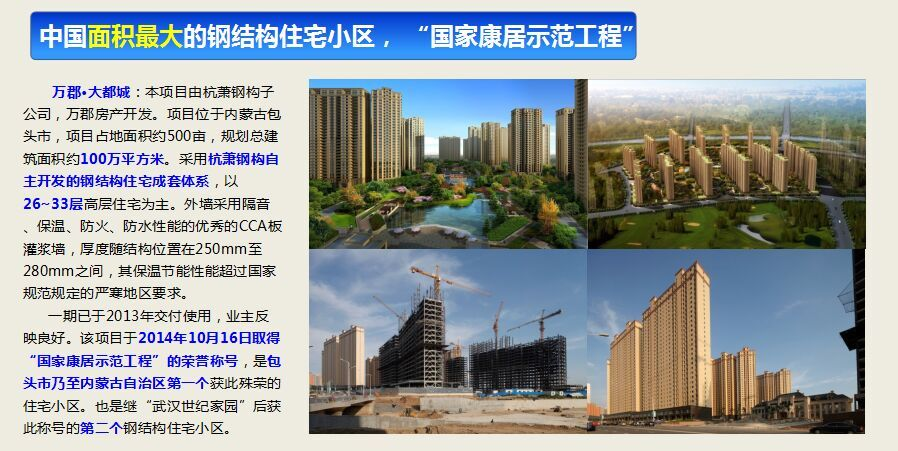 中国面积最大的钢结构住宅小区，“国家康居示范工程”
万郡•大都城：本项目由杭萧钢构子
公司，万郡房产开发。项目位于内蒙古包
头市，项目占地面积约500亩，规划总建
筑面积约100万平方米。采用杭萧钢构自
主开发的钢结构住宅成套体系，以
26~33层高层住宅为主。外墙采用隔音
、保温、防火、防水性能的优秀的CCA板
灌浆墙，厚度随结构位置在250mm至
280mm之间，其保温节能性能超过国家
规范规定的严寒地区要求。
一期已于2013年交付使用，业主反
映良好。该项目于2014年10月16日取得
“国家康居示范工程”的荣誉称号，是包
头市乃至内蒙古自治区第一个获此殊荣的
住宅小区。也是继“武汉世纪家园”后获
此称号的第二个钢结构住宅小区。